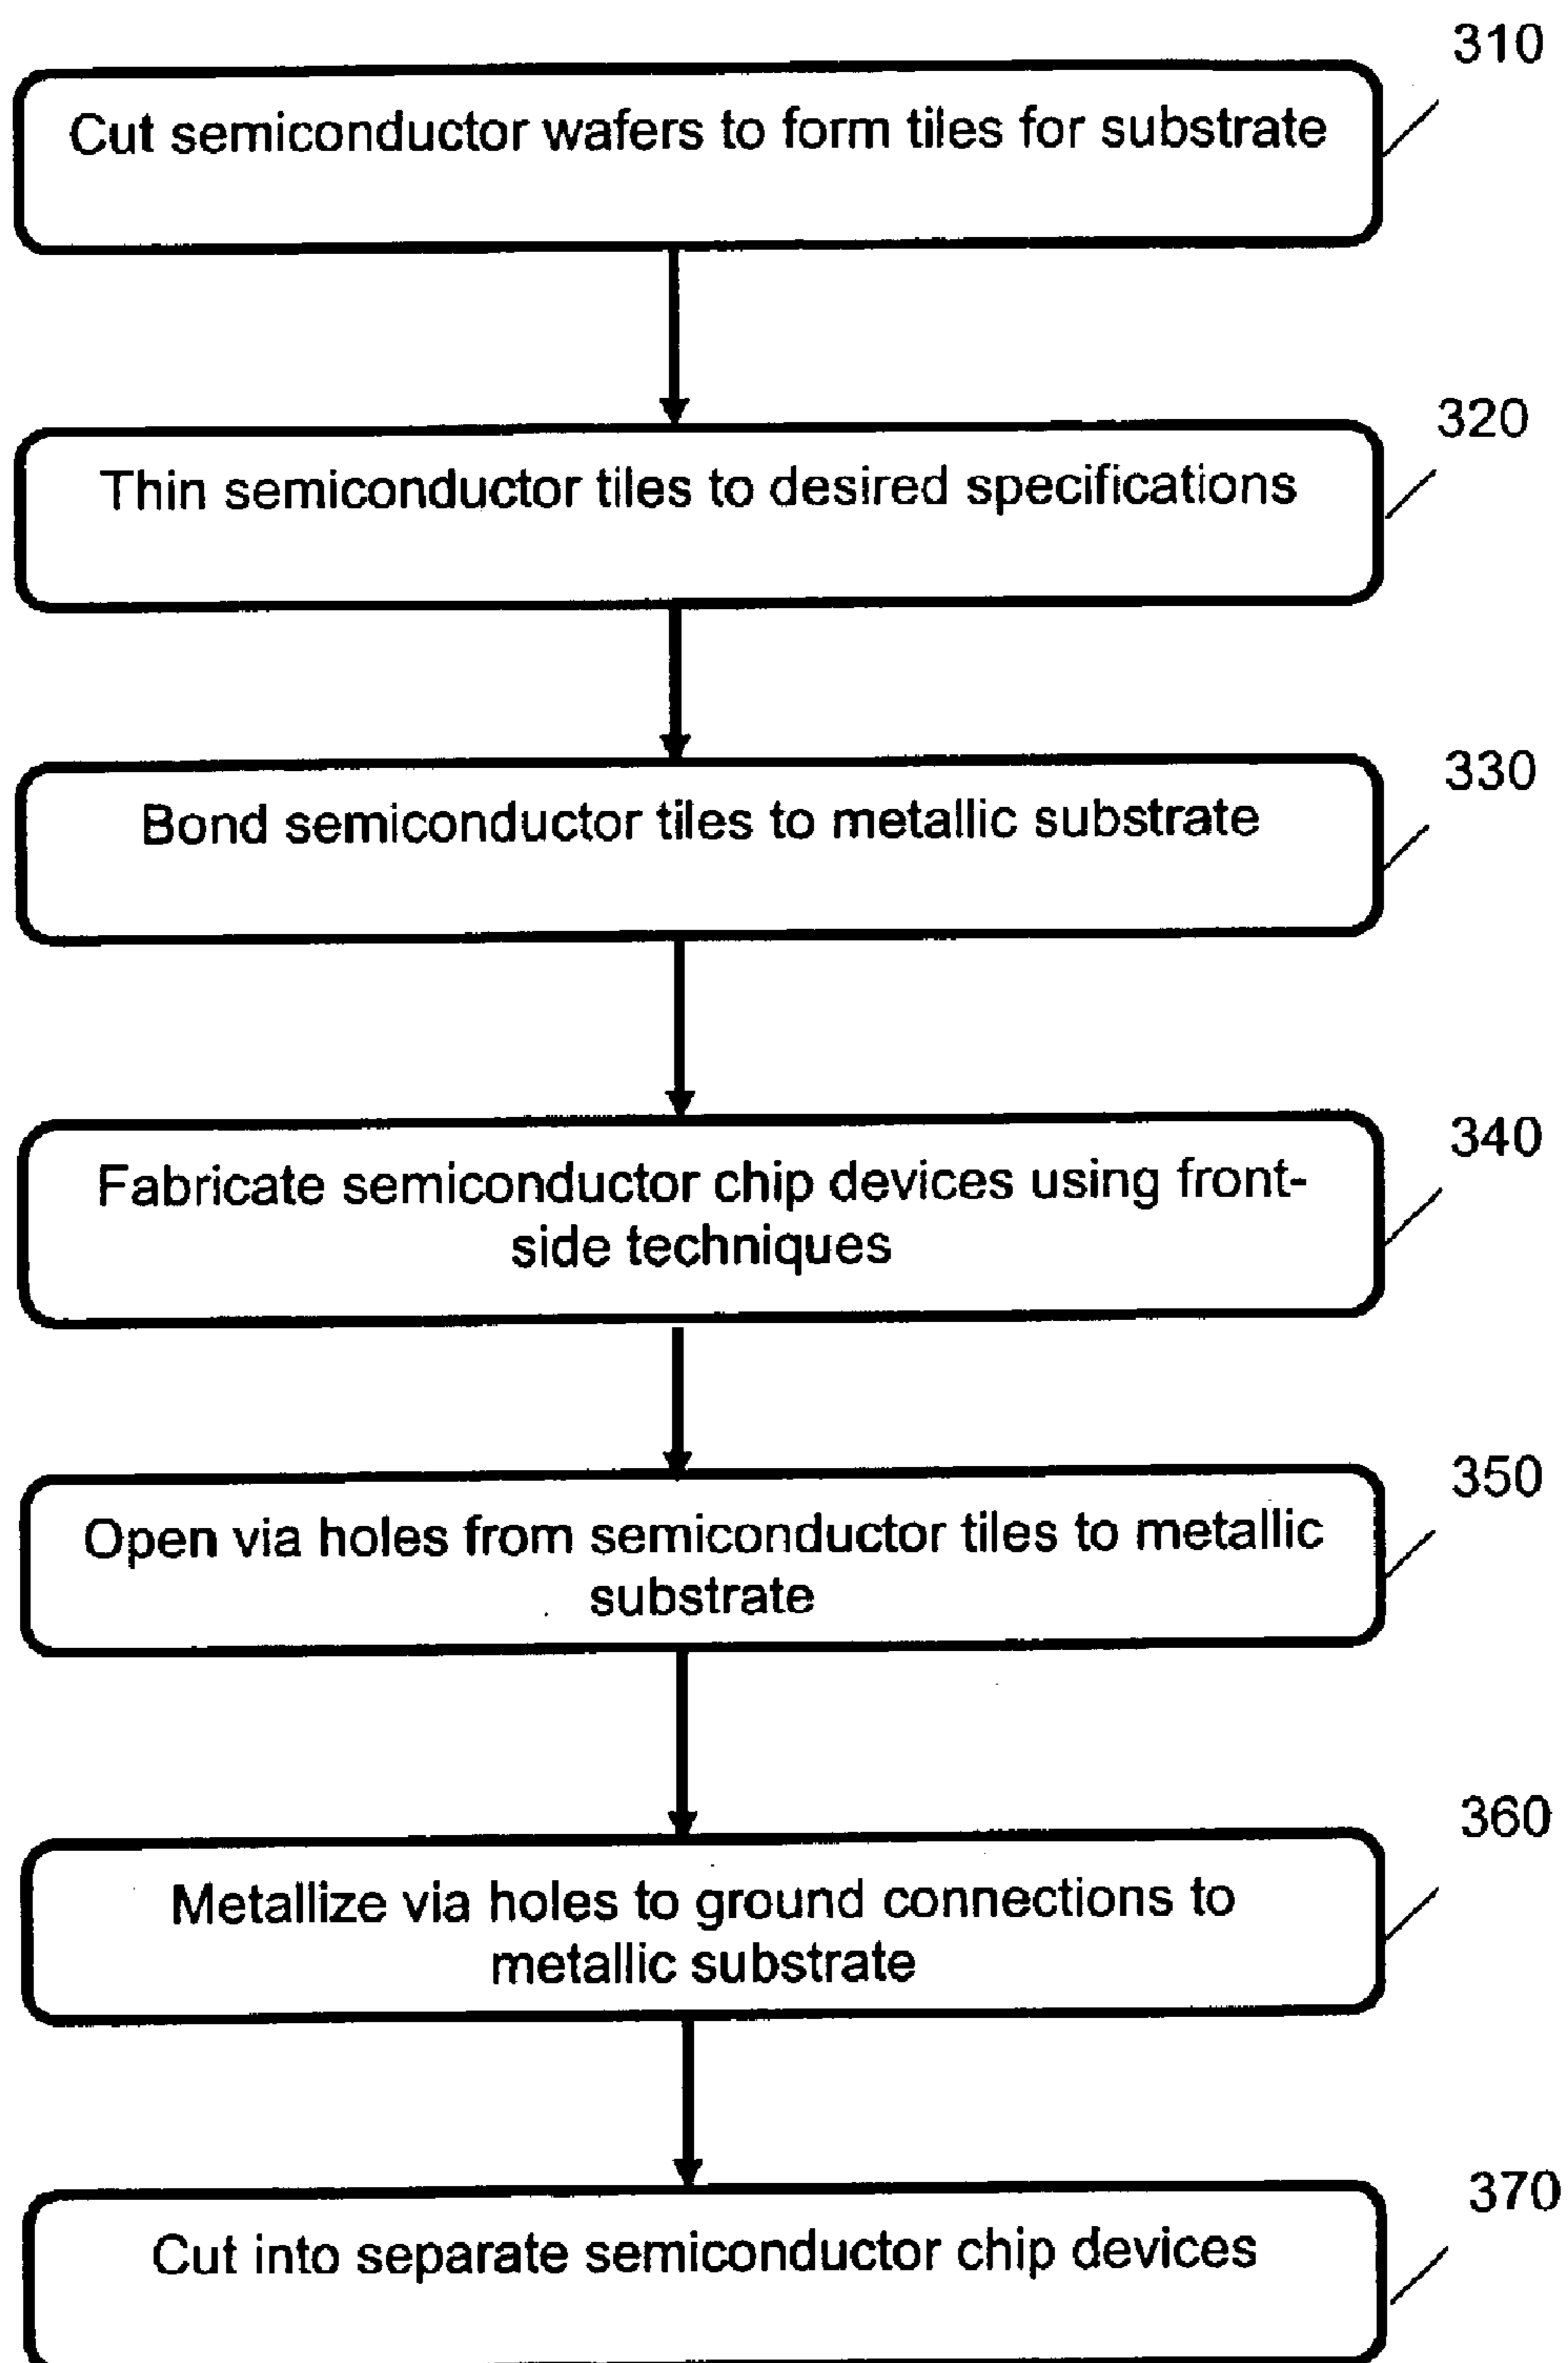 310
Cut semiconductor wafers to form tiles for substrate
320
Thin semiconductor tiles to desired specifications
330
Bond semiconductor tiles to metallic substrate
340
Fabricate semiconductor chip devices using front-
side techniques
350
Open via holes from semiconductor tiles to metallic
substrate
360
Metallize via holes to ground connections to
metallic substrate
370
Cut into separate semiconductor chip devices